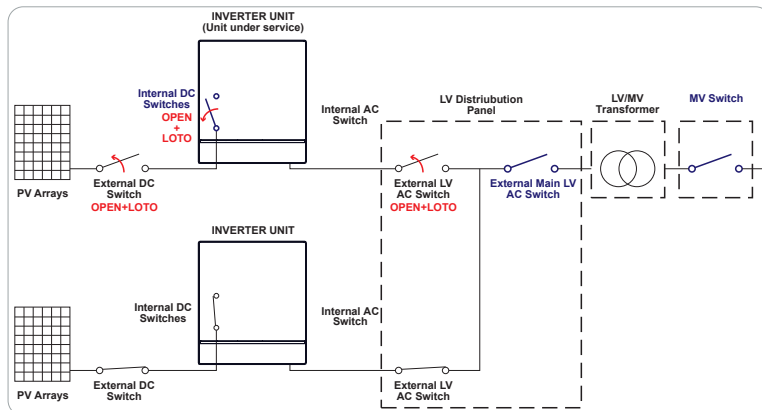 INVERTER UNIT
(Unit under service)
Internal DC
Switches
OPEN
+
LOTO
Internal AC
Switch
LV Distriubution
Panel
LV/MV
Transformer
MV Switch
PV Arrays
External DC
Switch
OPEN+LOTO
External LV
AC Switch
OPEN+LOTO
External Main LV
AC Switch
INVERTER UNIT
Internal DC
Switches
Internal AC
Switch
PV Arrays
External DC
Switch
External LV
AC Switch